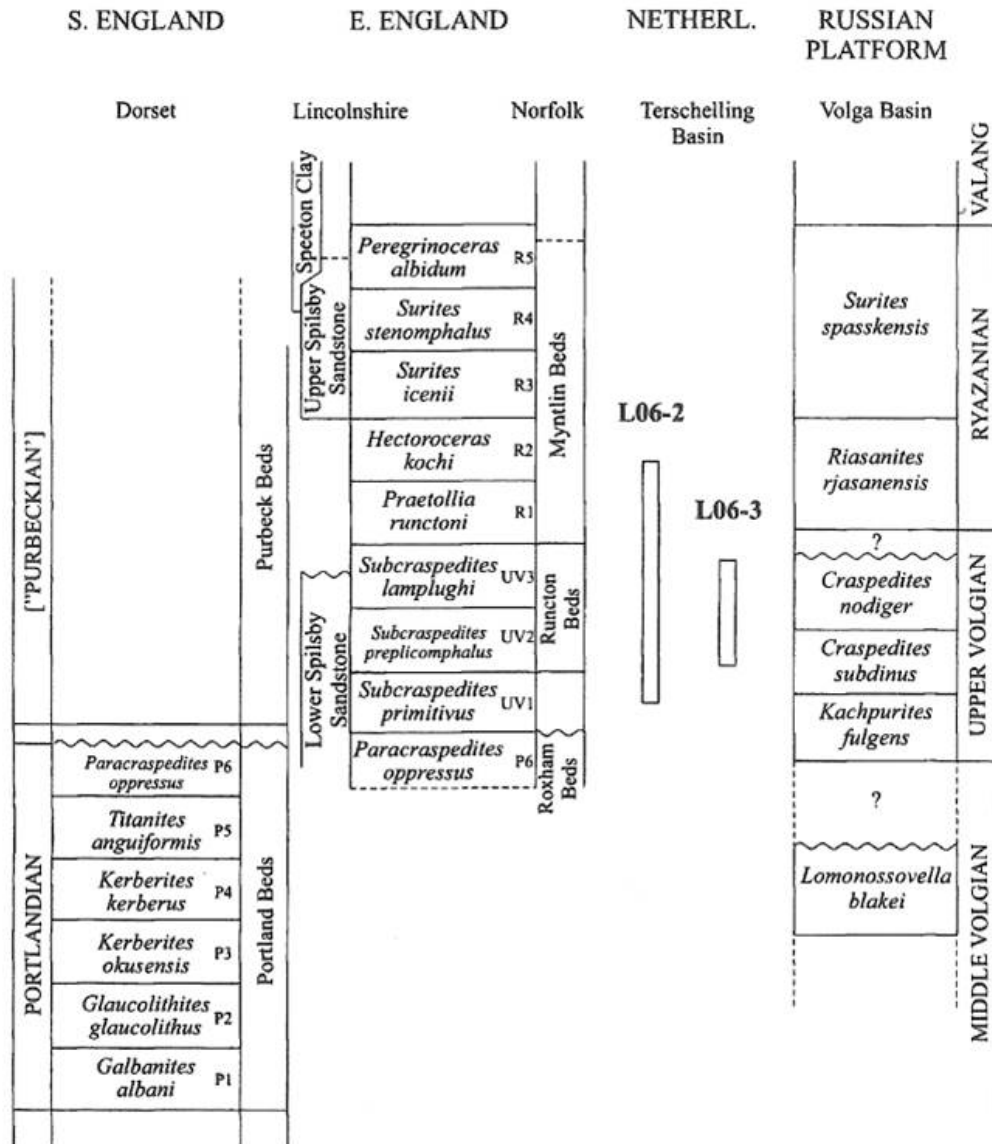 S. ENGLAND
E. ENGLAND
NETHERL.
RUSSIAN
PLATFORM
Dorset
Lincolnshire
Norfolk
Terschelling
Basin
Volga Basin
["PURBECKIAN"]
PORTLANDIAN
Paracraspedites P6
oppressus
Titanites
anguiformis P5
Kerberites
kerberus P4
Kerberites
okusensis P3
Glaucolithites
glaucolithus P2
Galbanites
albani P1
Purbeck Beds
Portland Beds
Speeton Clay
Upper Spilsby
Sandstone
Lower Spilsby
Sandstone
Peregrinoceras
albidum R5
Surites
stenomphalus R4
Surites
icenii R3
Hectoroceras
kochi R2
Praetollia
runctoni R1
Subcraspedites
lamplughi UV3
Subcraspedites
preplicomphalus UV2
Subcraspedites
primitivus UV1
Paracraspedites
oppressus P6
Myntlin Beds
Runcton
Beds
Roxham
Beds
L06-2
L06-3
Surites
spasskensis
Riasanites
rjasanensis
?
Craspedites
nodiger
Craspedites
subdinus
Kachpurites
fulgens
?
Lomonossovella
blakei
VALANG
RYAZANIAN
UPPER VOLGIAN
MIDDLE VOLGIAN